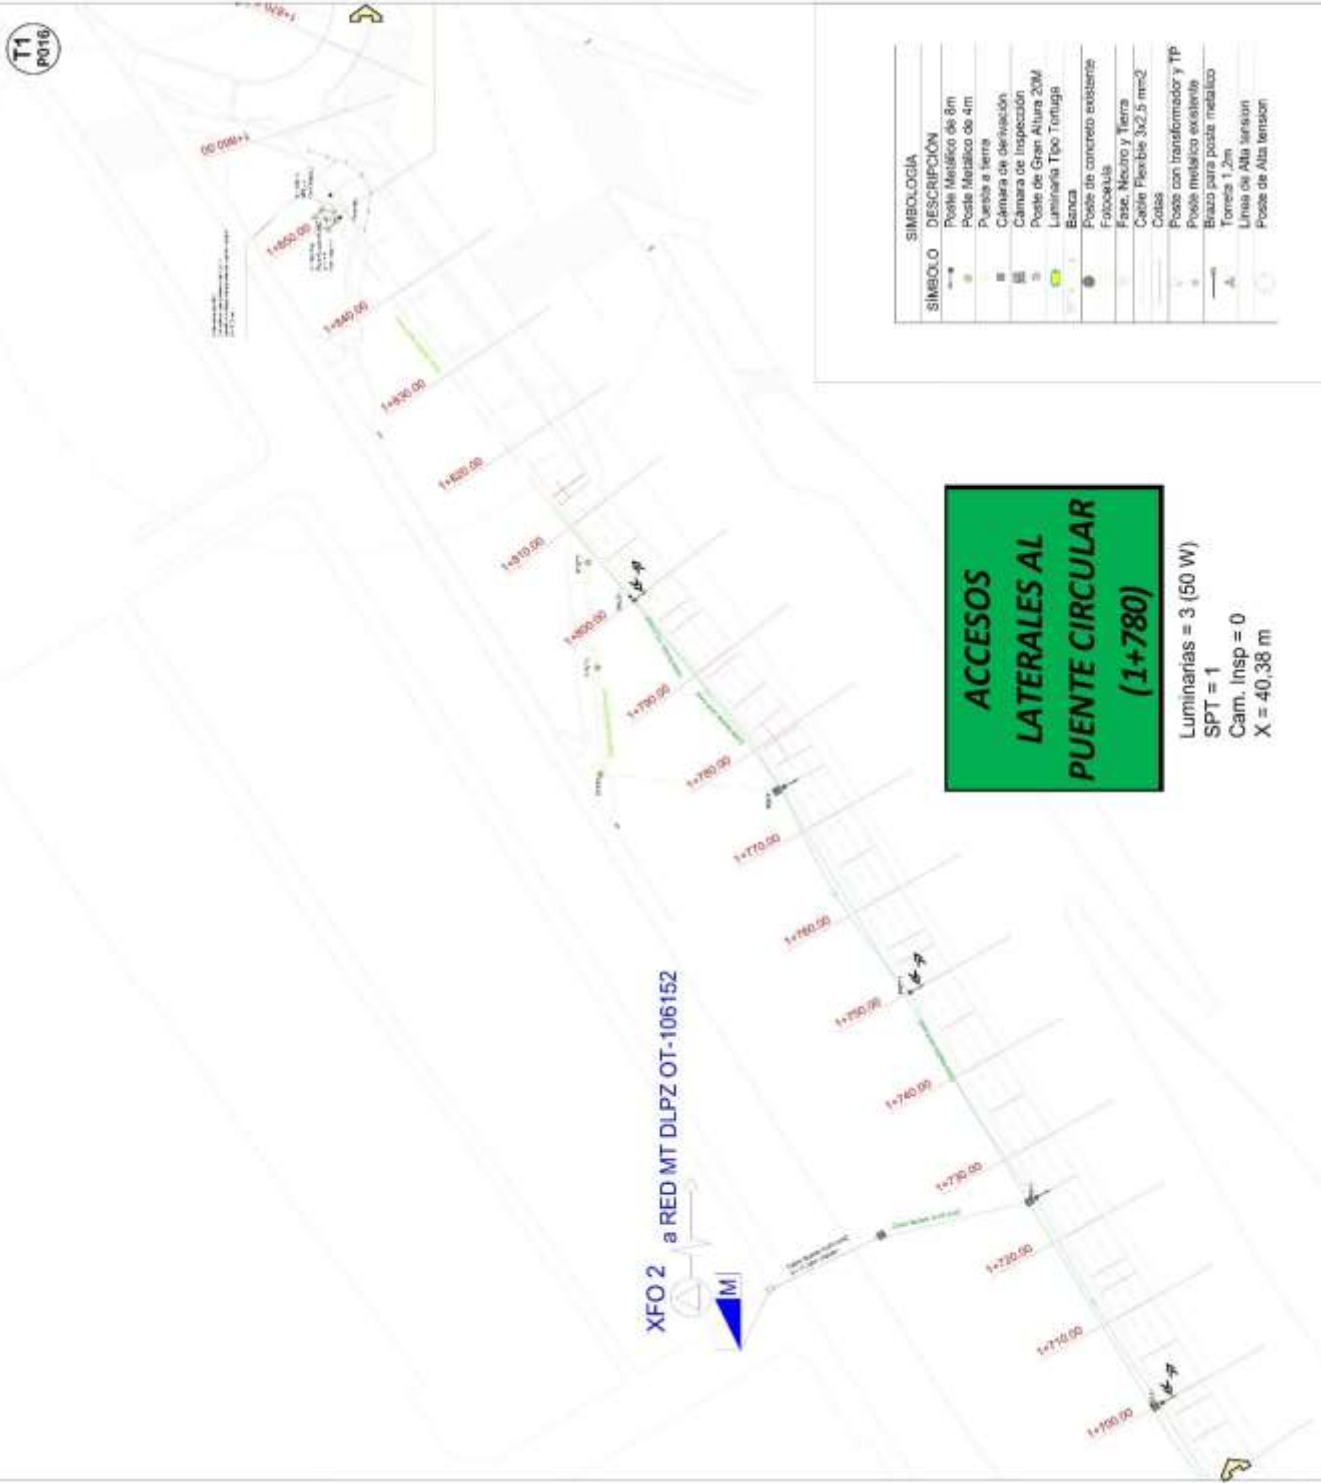 T1
P016
1+870.00
1+860.00
1+850.00
1+840.00
1+830.00
1+820.00
1+810.00
1+800.00
1+790.00
1+780.00
1+770.00
1+760.00
1+750.00
1+740.00
1+730.00
1+720.00
1+710.00
1+700.00
XFO 2
a RED MT DLPZ OT-106152
M
SIMBOLOGÍA
SÍMBOLO DESCRIPCIÓN
Poste Metálico de 8m
Poste Metálico de 4m
Puesta a tierra
Cámara de derivación
Cámara de Inspección
Poste de Gran Altura 20M
Luminaria Tipo Tortuga
Banca
Poste de concreto existente
Fotocelula
Fase, Neutro y Tierra
Cable Flexible 3x2,5 mm2
Cotas
Poste con transformador y TP
Poste metalico existente
Brazo para poste metalico
Torreta 1,2m
Linea de Alta tension
Poste de Alta tension
ACCESOS
LATERALES AL
PUENTE CIRCULAR
(1+780)
Luminarias = 3 (50 W)
SPT = 1
Cam. Insp = 0
X = 40,38 m